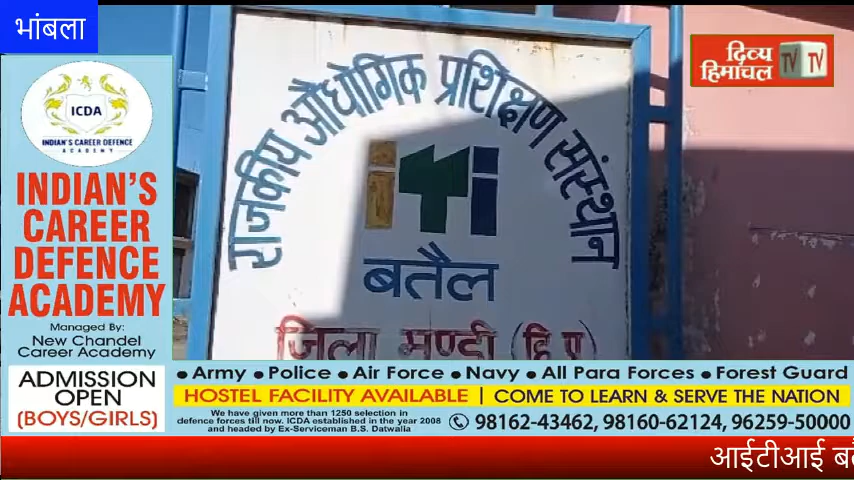 भांबला
ICDA
INDIAN'S CAREER DEFENCE
ACADEMY
INDIAN'S
CAREER
DEFENCE
ACADEMY
Managed By:
New Chandel
Career Academy
ADMISSION
OPEN
(BOYS/GIRLS)
दिव्य
हिमाचल
TV TV
राजकीय औधोगिक प्रशिक्षण संस्थान
iTi
बतैल
जिला मण्डी (हि प्र)
• Army • Police • Air Force • Navy • All Para Forces • Forest Guard
HOSTEL FACILITY AVAILABLE | COME TO LEARN & SERVE THE NATION
We have given more than 1250 selection in
defence forces till now. ICDA established in the year 2008
and headed by Ex-Serviceman B.S. Datwalia
98162-43462, 98160-62124, 96259-50000
आईटीआई